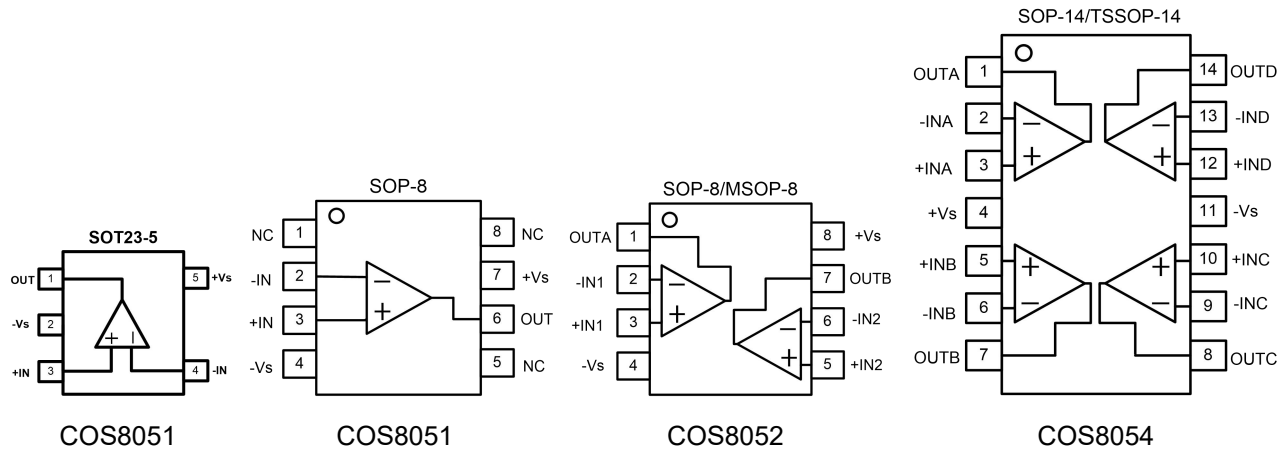 SOT23-5
OUT 1
-Vs 2
+IN 3
5 +Vs
4 -IN
COS8051
SOP-8
NC 1
-IN 2
+IN 3
-Vs 4
8 NC
7 +Vs
6 OUT
5 NC
COS8051
SOP-8/MSOP-8
OUTA 1
-IN1 2
+IN1 3
-Vs 4
8 +Vs
7 OUTB
6 -IN2
5 +IN2
COS8052
SOP-14/TSSOP-14
OUTA 1
-INA 2
+INA 3
+Vs 4
+INB 5
-INB 6
OUTB 7
14 OUTD
13 -IND
12 +IND
11 -Vs
10 +INC
9 -INC
8 OUTC
COS8054